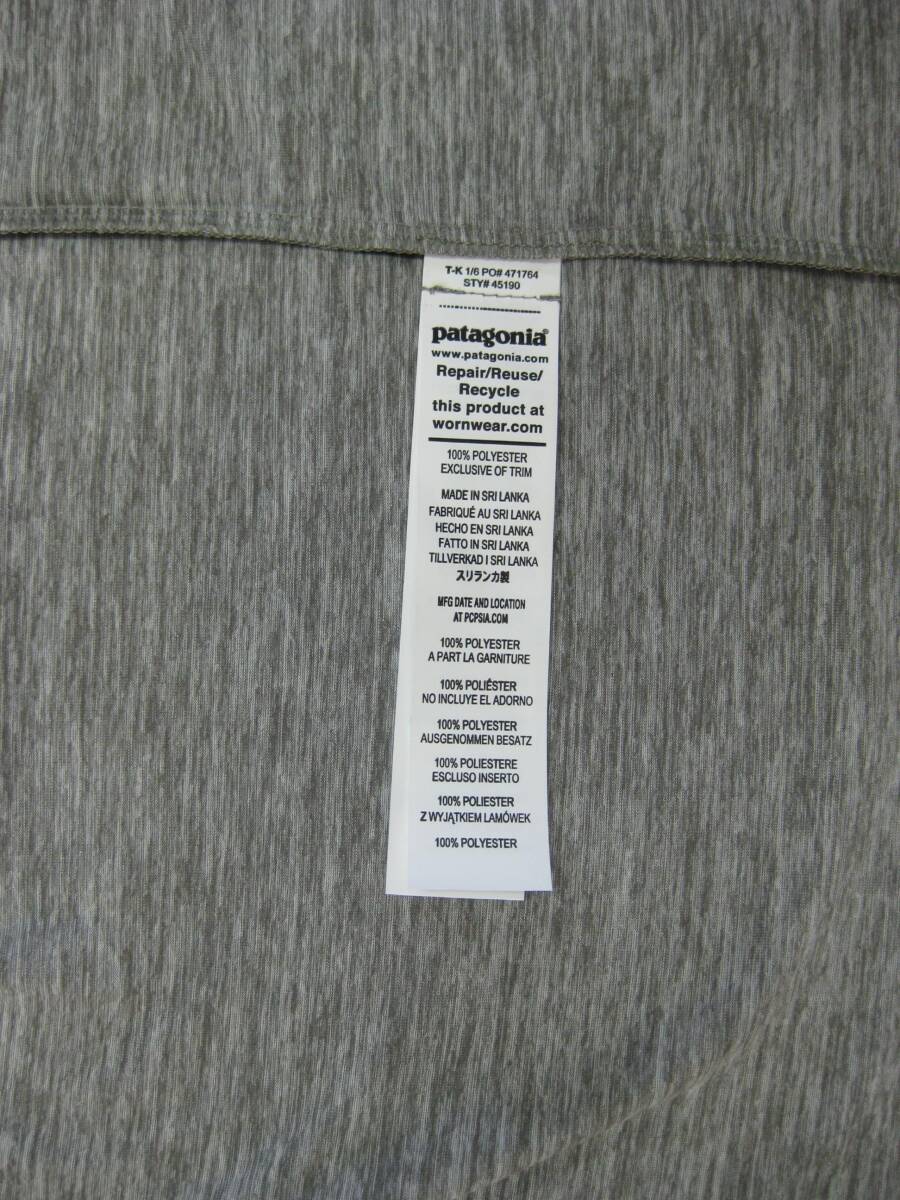 T-K 1/6 PO# 471764
STY# 45190
patagonia®
www.patagonia.com
Repair/Reuse/
Recycle
this product at
wornwear.com
100% POLYESTER
EXCLUSIVE OF TRIM
MADE IN SRI LANKA
FABRIQUÉ AU SRI LANKA
HECHO EN SRI LANKA
FATTO IN SRI LANKA
TILLVERKAD I SRI LANKA
スリランカ製
MFG DATE AND LOCATION
AT PCPSIA.COM
100% POLYESTER
A PART LA GARNITURE
100% POLIÉSTER
NO INCLUYE EL ADORNO
100% POLYESTER
AUSGENOMMEN BESATZ
100% POLIESTERE
ESCLUSO INSERTO
100% POLIESTER
Z WYJĄTKIEM LAMÓWEK
100% POLYESTER